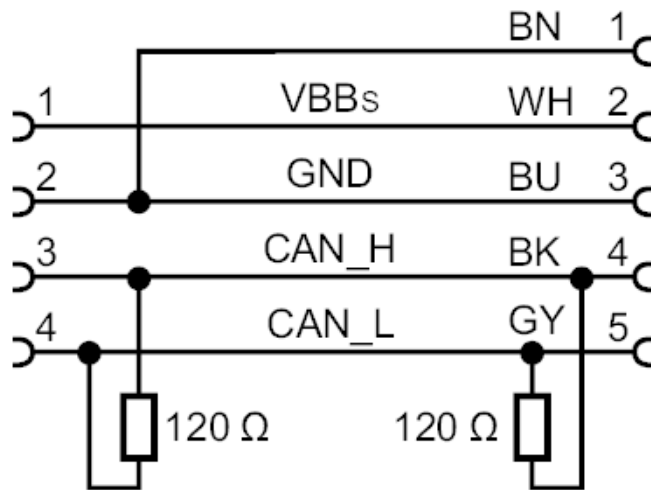 BN 1
1 VBBs WH 2
2 GND BU 3
3 CAN_H BK 4
4 CAN_L GY 5
120 Ω 120 Ω